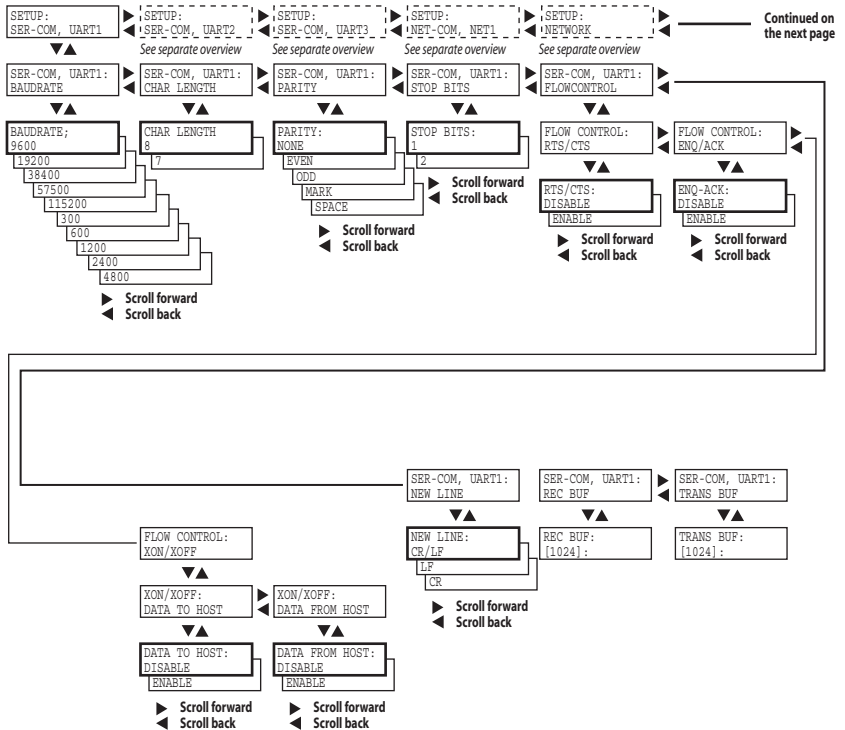 SETUP:
SER-COM, UART1
SETUP:
SER-COM, UART2
SETUP:
SER-COM, UART3
SETUP:
NET-COM, NET1
SETUP:
NETWORK
Continued on
the next page
See separate overview
See separate overview
See separate overview
See separate overview
SER-COM, UART1:
BAUDRATE
SER-COM, UART1:
CHAR LENGTH
SER-COM, UART1:
PARITY
SER-COM, UART1:
STOP BITS
SER-COM, UART1:
FLOWCONTROL
BAUDRATE;
9600
19200
38400
57500
115200
300
600
1200
2400
4800
Scroll forward
Scroll back
CHAR LENGTH
8
7
PARITY:
NONE
EVEN
ODD
MARK
SPACE
Scroll forward
Scroll back
STOP BITS:
1
2
Scroll forward
Scroll back
FLOW CONTROL:
RTS/CTS
FLOW CONTROL:
ENQ/ACK
RTS/CTS:
DISABLE
ENABLE
Scroll forward
Scroll back
ENQ-ACK:
DISABLE
ENABLE
Scroll forward
Scroll back
SER-COM, UART1:
NEW LINE
SER-COM, UART1:
REC BUF
SER-COM, UART1:
TRANS BUF
NEW LINE:
CR/LF
LF
CR
Scroll forward
Scroll back
REC BUF:
[1024]:
TRANS BUF:
[1024]:
FLOW CONTROL:
XON/XOFF
XON/XOFF:
DATA TO HOST
XON/XOFF:
DATA FROM HOST
DATA TO HOST:
DISABLE
ENABLE
Scroll forward
Scroll back
DATA FROM HOST:
DISABLE
ENABLE
Scroll forward
Scroll back